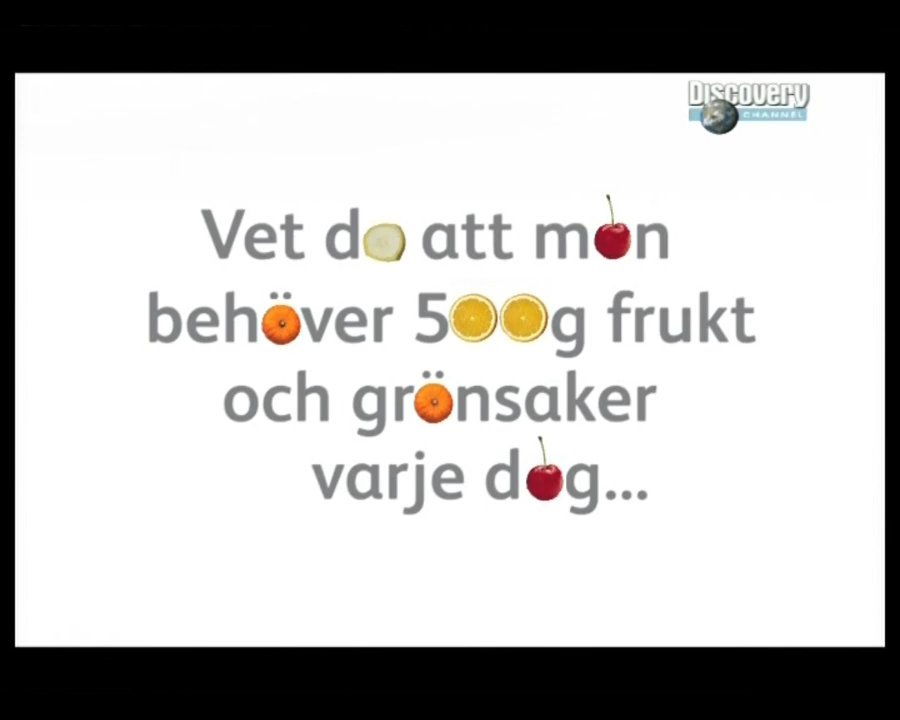 Discovery
CHANNEL
Vet du att man
behöver 500g frukt
och grönsaker
varje dag...